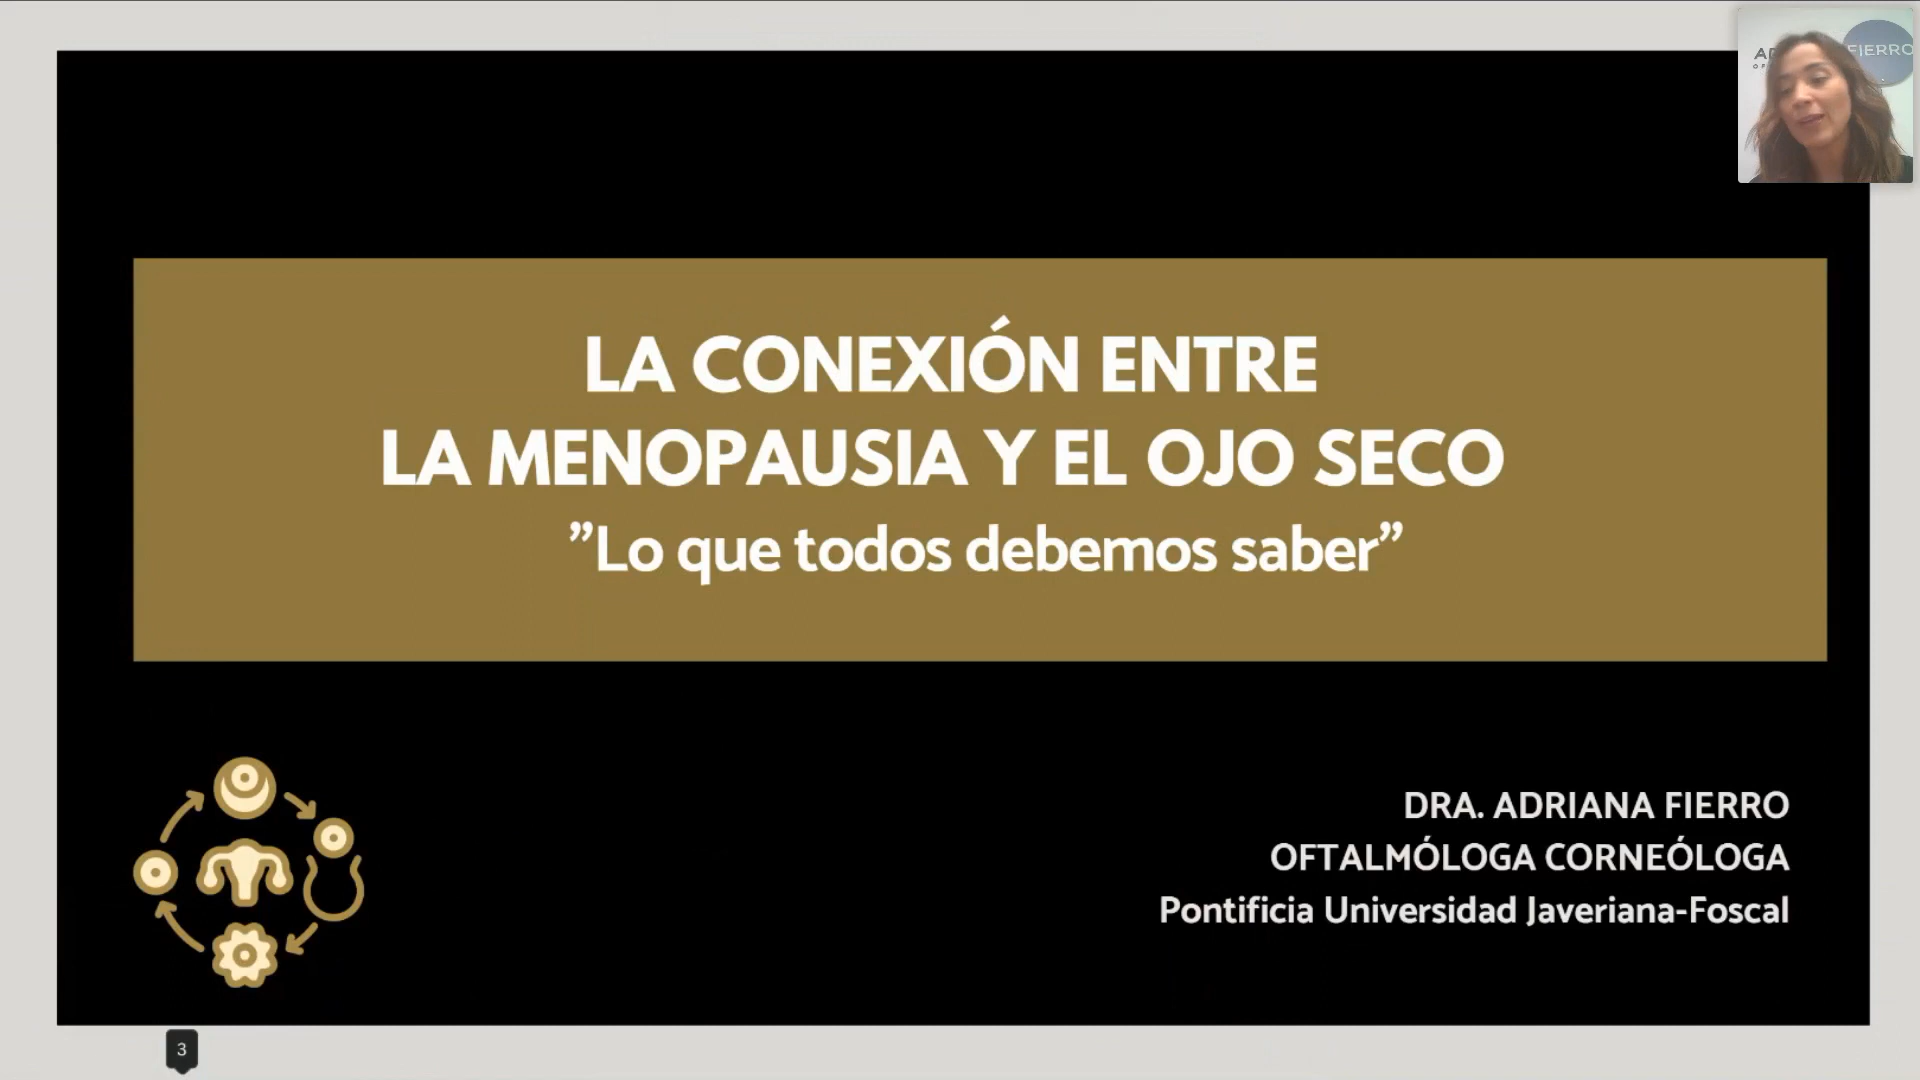 FIERRO
LA CONEXIÓN ENTRE
LA MENOPAUSIA Y EL OJO SECO
”Lo que todos debemos saber”
DRA. ADRIANA FIERRO
OFTALMÓLOGA CORNEÓLOGA
Pontificia Universidad Javeriana-Foscal
3